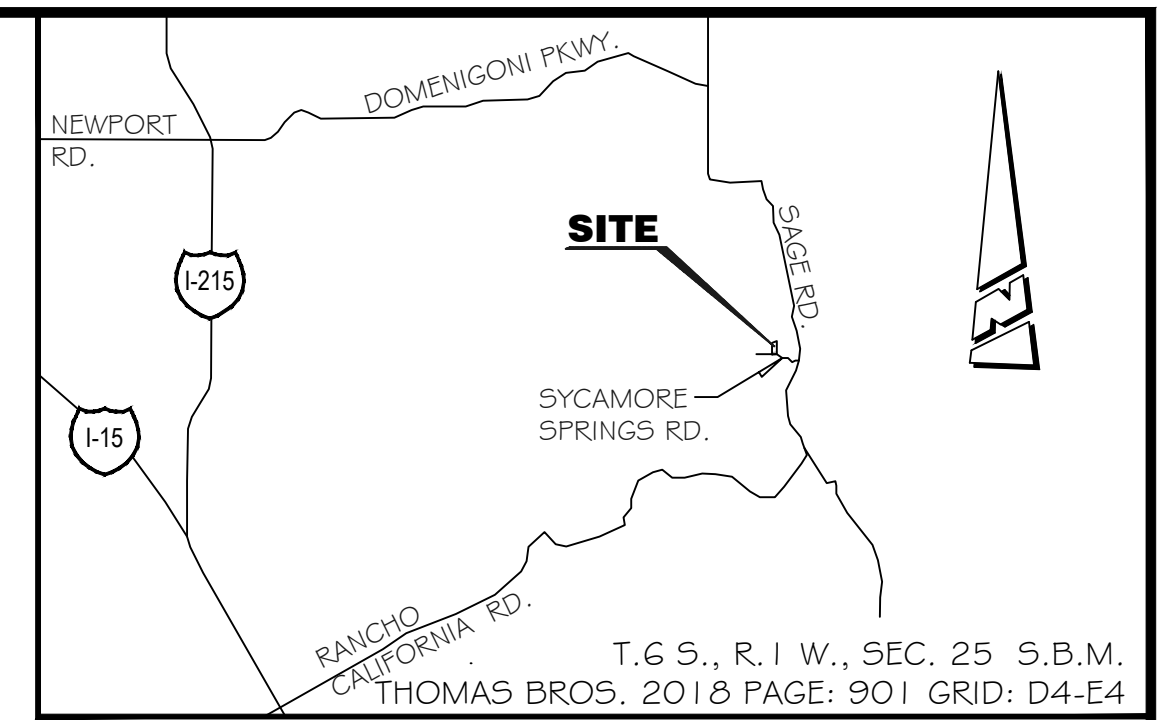 DOMENIGONI PKWY.
NEWPORT
RD.
SAGE RD.
SITE
I-215
SYCAMORE
SPRINGS RD.
I-15
N
RANCHO
CALIFORNIA RD.
T.6 S., R.1 W., SEC. 25 S.B.M.
THOMAS BROS. 2018 PAGE: 901 GRID: D4-E4